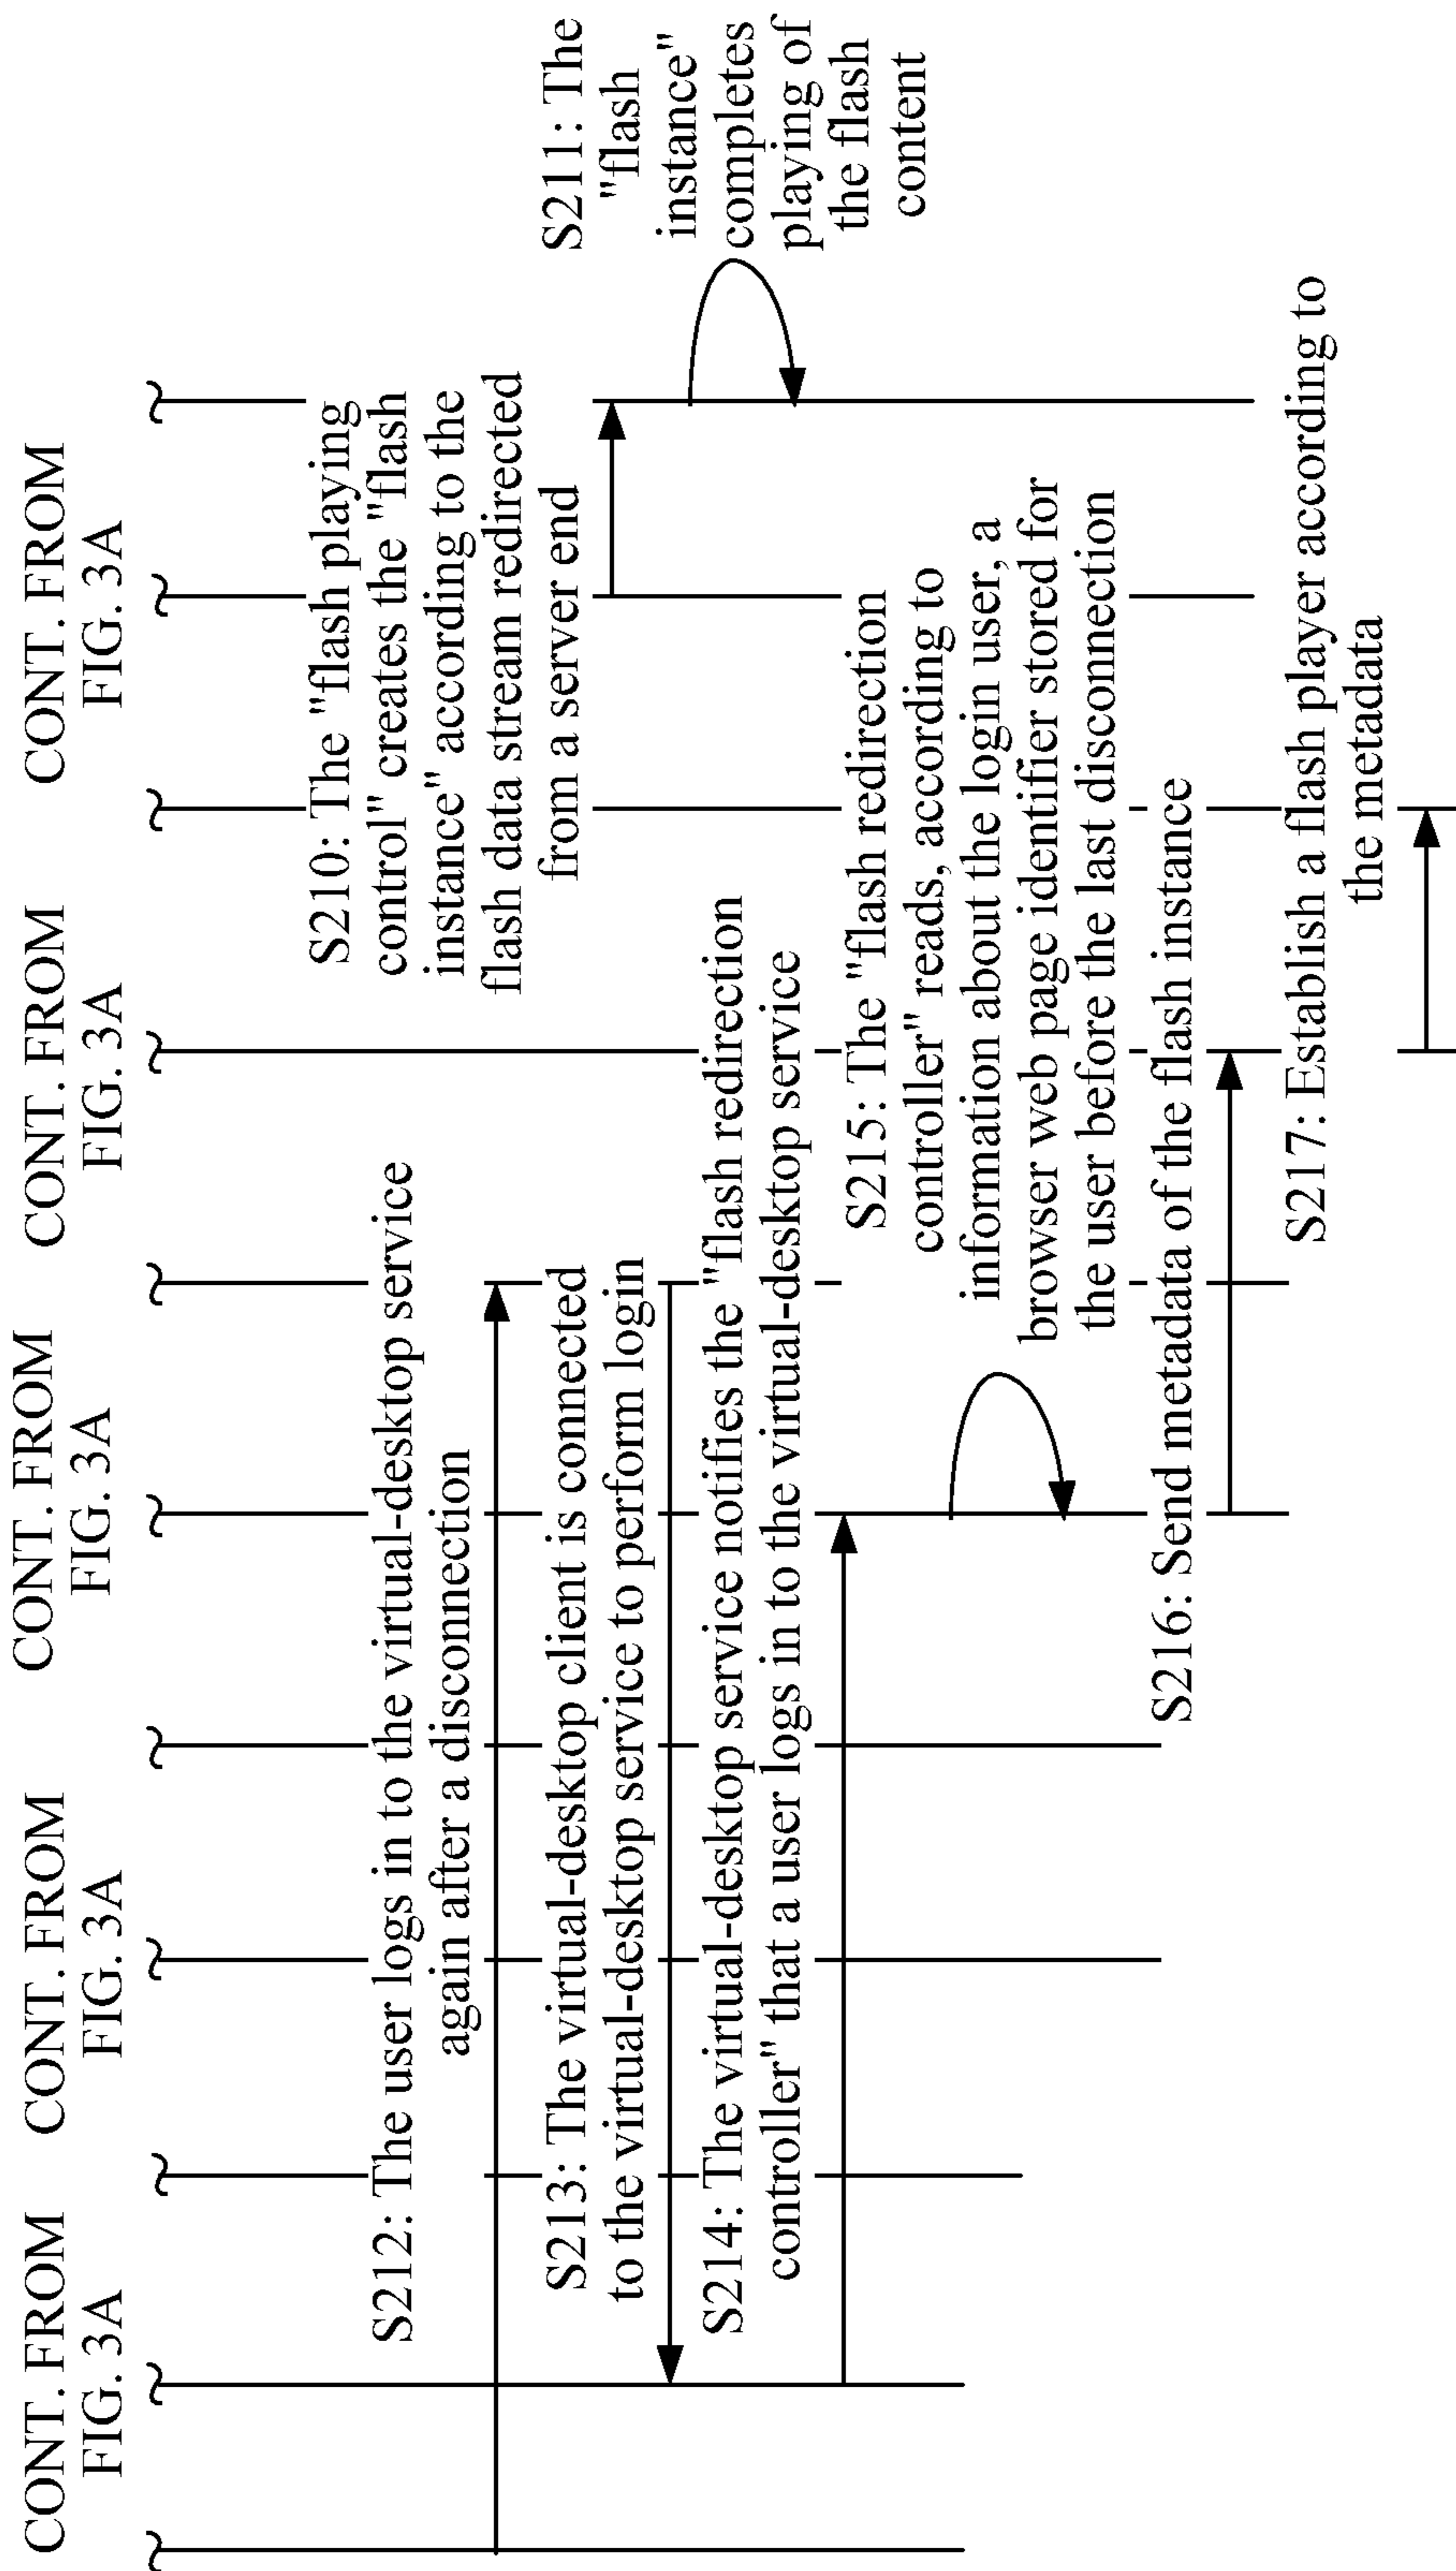 CONT. FROM
FIG. 3A
CONT. FROM
FIG. 3A
CONT. FROM
FIG. 3A
CONT. FROM
FIG. 3A
CONT. FROM
FIG. 3A
S210: The "flash playing
control" creates the "flash
instance" according to the
flash data stream redirected
from a server end
S211: The
"flash
instance"
completes
playing of
the flash
content
S212: The user logs in to the virtual-desktop service
again after a disconnection
S213: The virtual-desktop client is connected
to the virtual-desktop service to perform login
S214: The virtual-desktop service notifies the "flash redirection
controller" that a user logs in to the virtual-desktop service
S215: The "flash redirection
controller" reads, according to
information about the login user, a
browser web page identifier stored for
the user before the last disconnection
S216: Send metadata of the flash instance
S217: Establish a flash player according to
the metadata